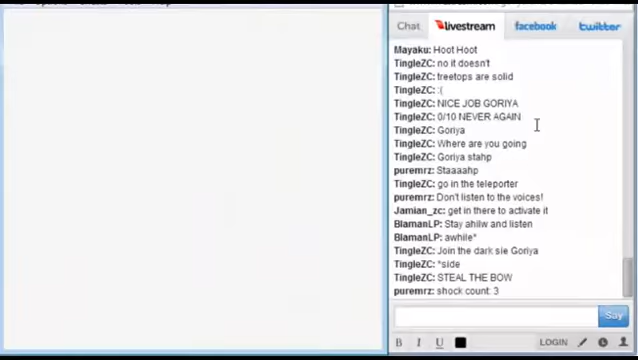 Chat livestream facebook twitter
Mayaku: Hoot Hoot
TingleZC: no it doesn't
TingleZC: treetops are solid
TingleZC: :(
TingleZC: NICE JOB GORIYA
TingleZC: 0/10 NEVER AGAIN
TingleZC: Goriya
TingleZC: Where are you going
TingleZC: Goriya stahp
puremrz: Staaaahp
TingleZC: go in the teleporter
puremrz: Don't listen to the voices!
Jamian_zc: get in there to activate it
BlamanLP: Stay ahilw and listen
BlamanLP: awhile*
TingleZC: Join the dark sie Goriya
TingleZC: *side
TingleZC: STEAL THE BOW
puremrz: shock count: 3
Say
B I U LOGIN